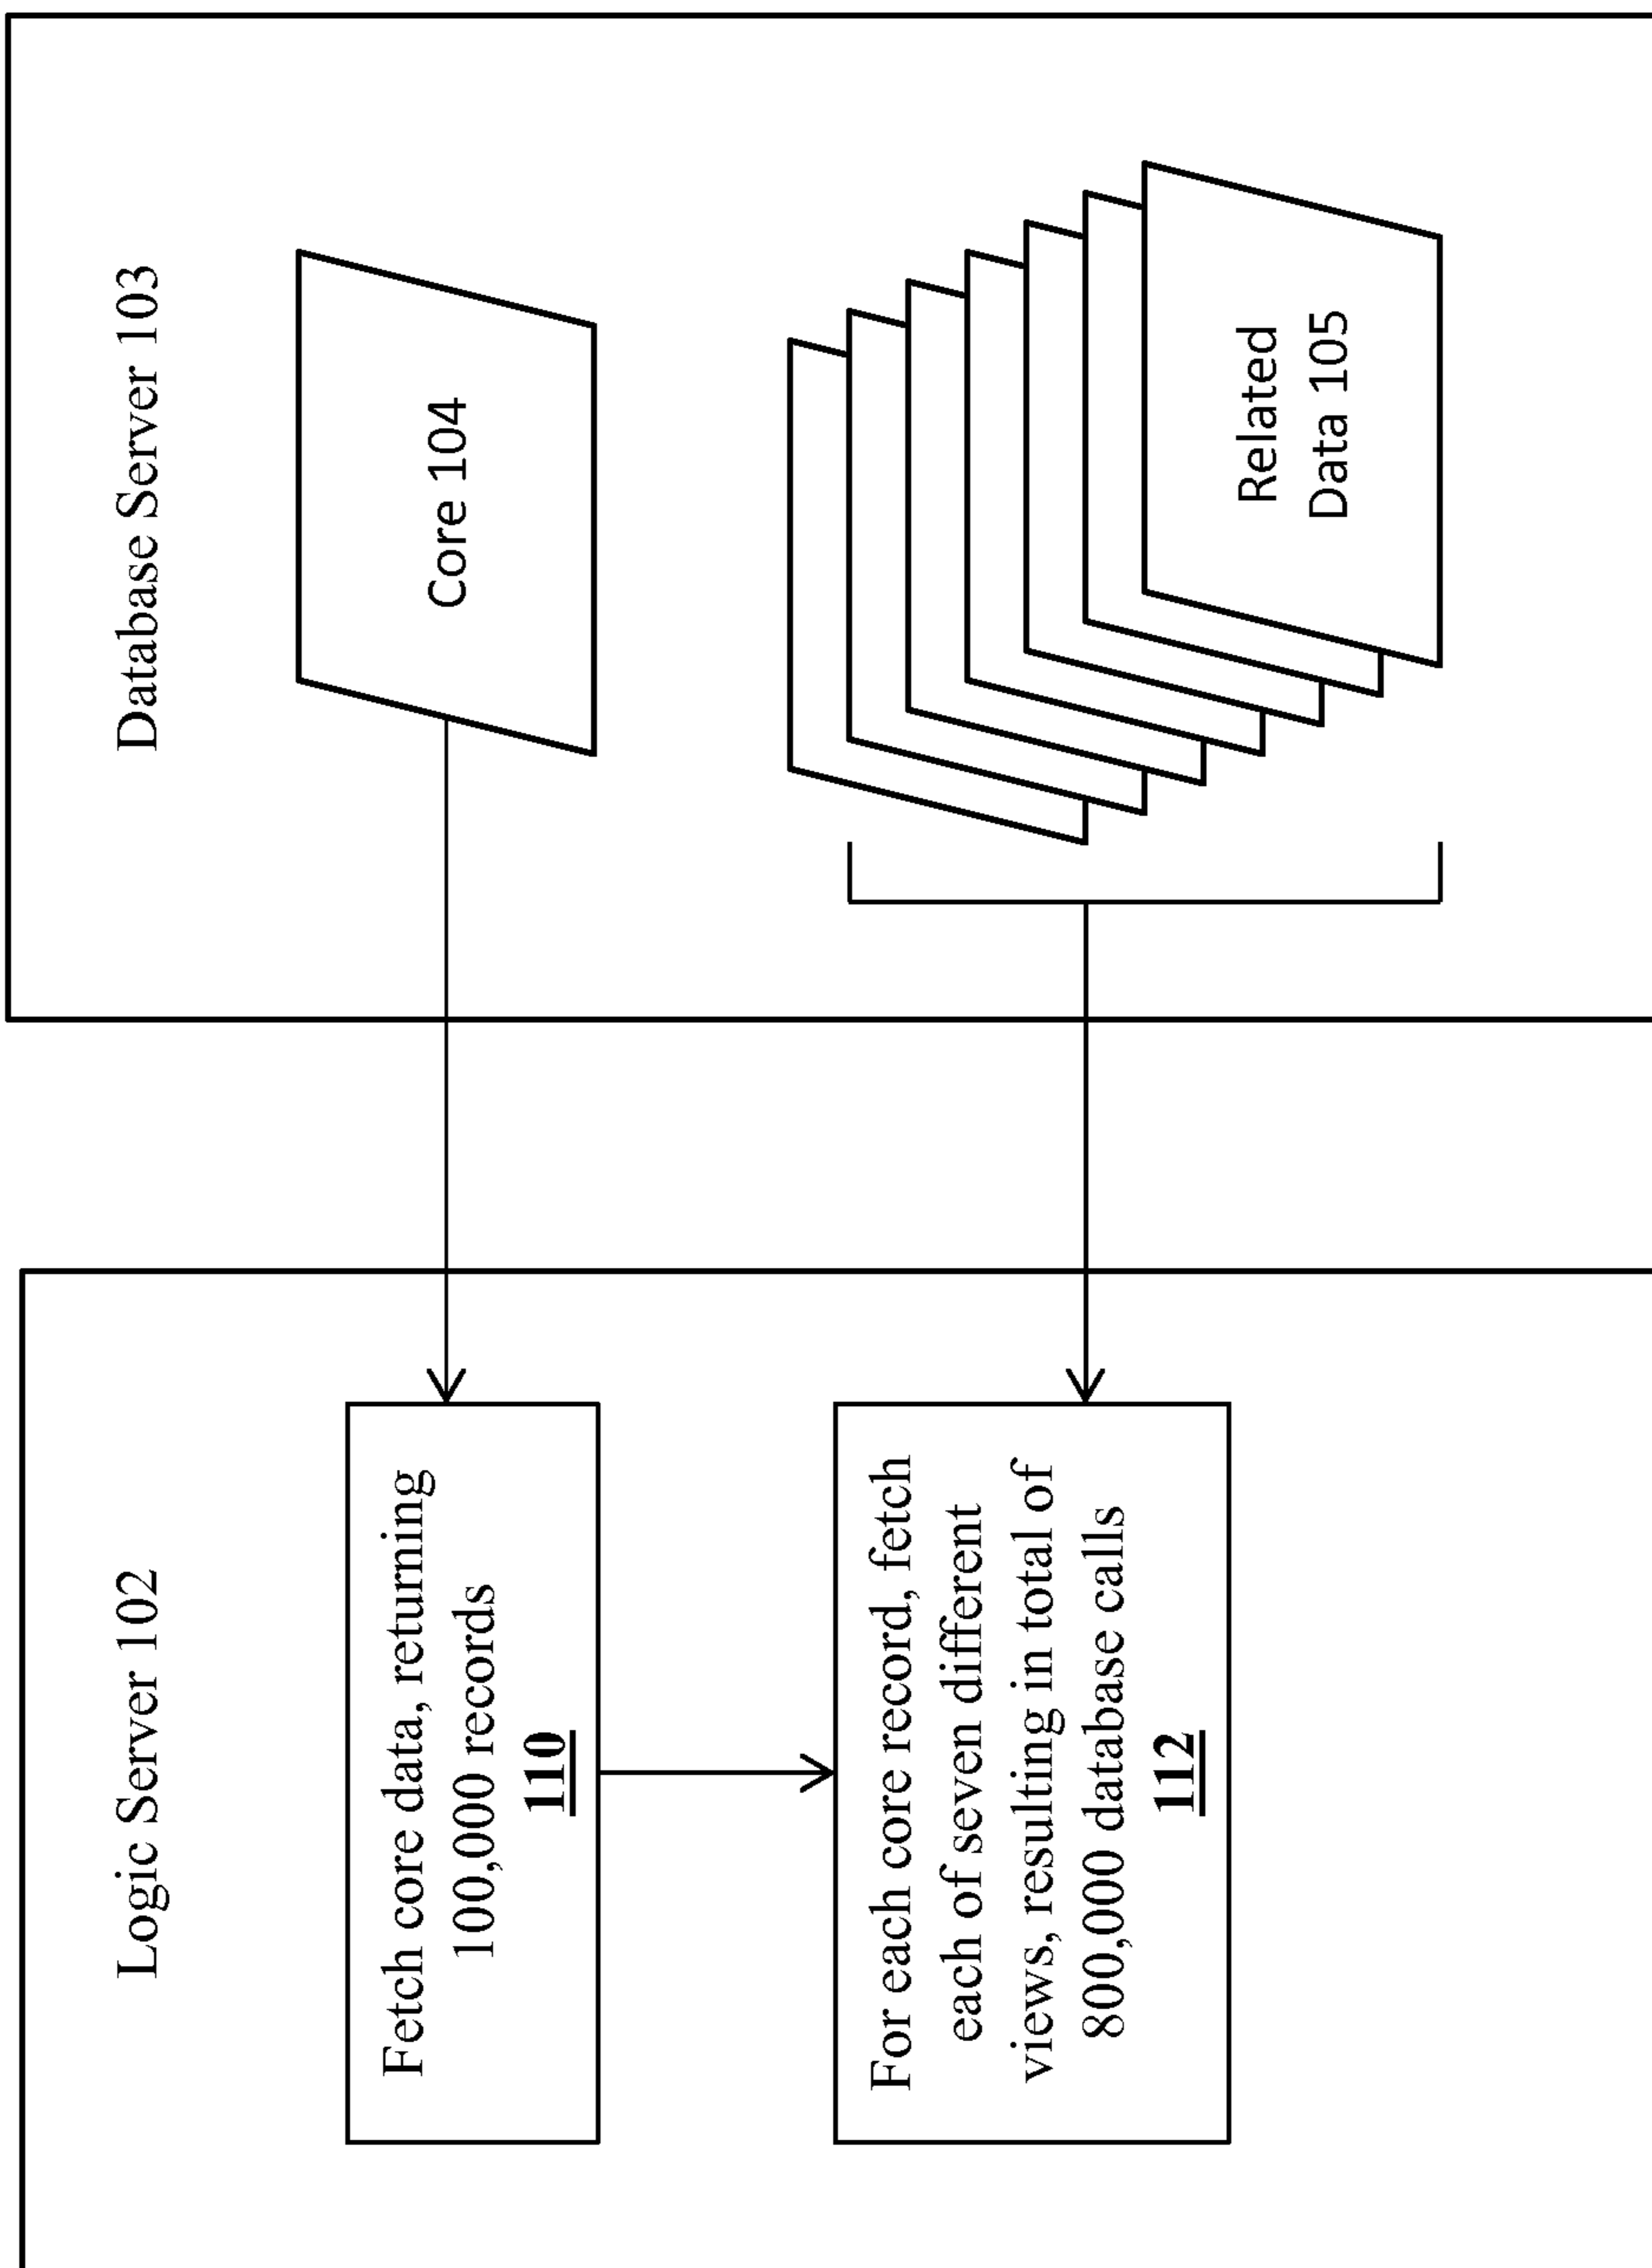 Logic Server 102
Fetch core data, returning
100,000 records
110
For each core record, fetch
each of seven different
views, resulting in total of
800,000 database calls
112
Database Server 103
Core 104
Related
Data 105